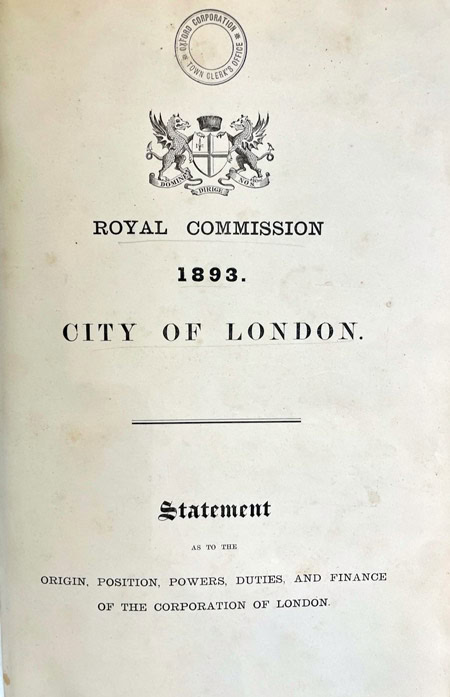 OXFORD CORPORATION
TOWN CLERK'S OFFICE
DOMINE DIRIGE NOS
ROYAL COMMISSION
1893.
CITY OF LONDON.
Statement
AS TO THE
ORIGIN, POSITION, POWERS, DUTIES, AND FINANCE
OF THE CORPORATION OF LONDON.